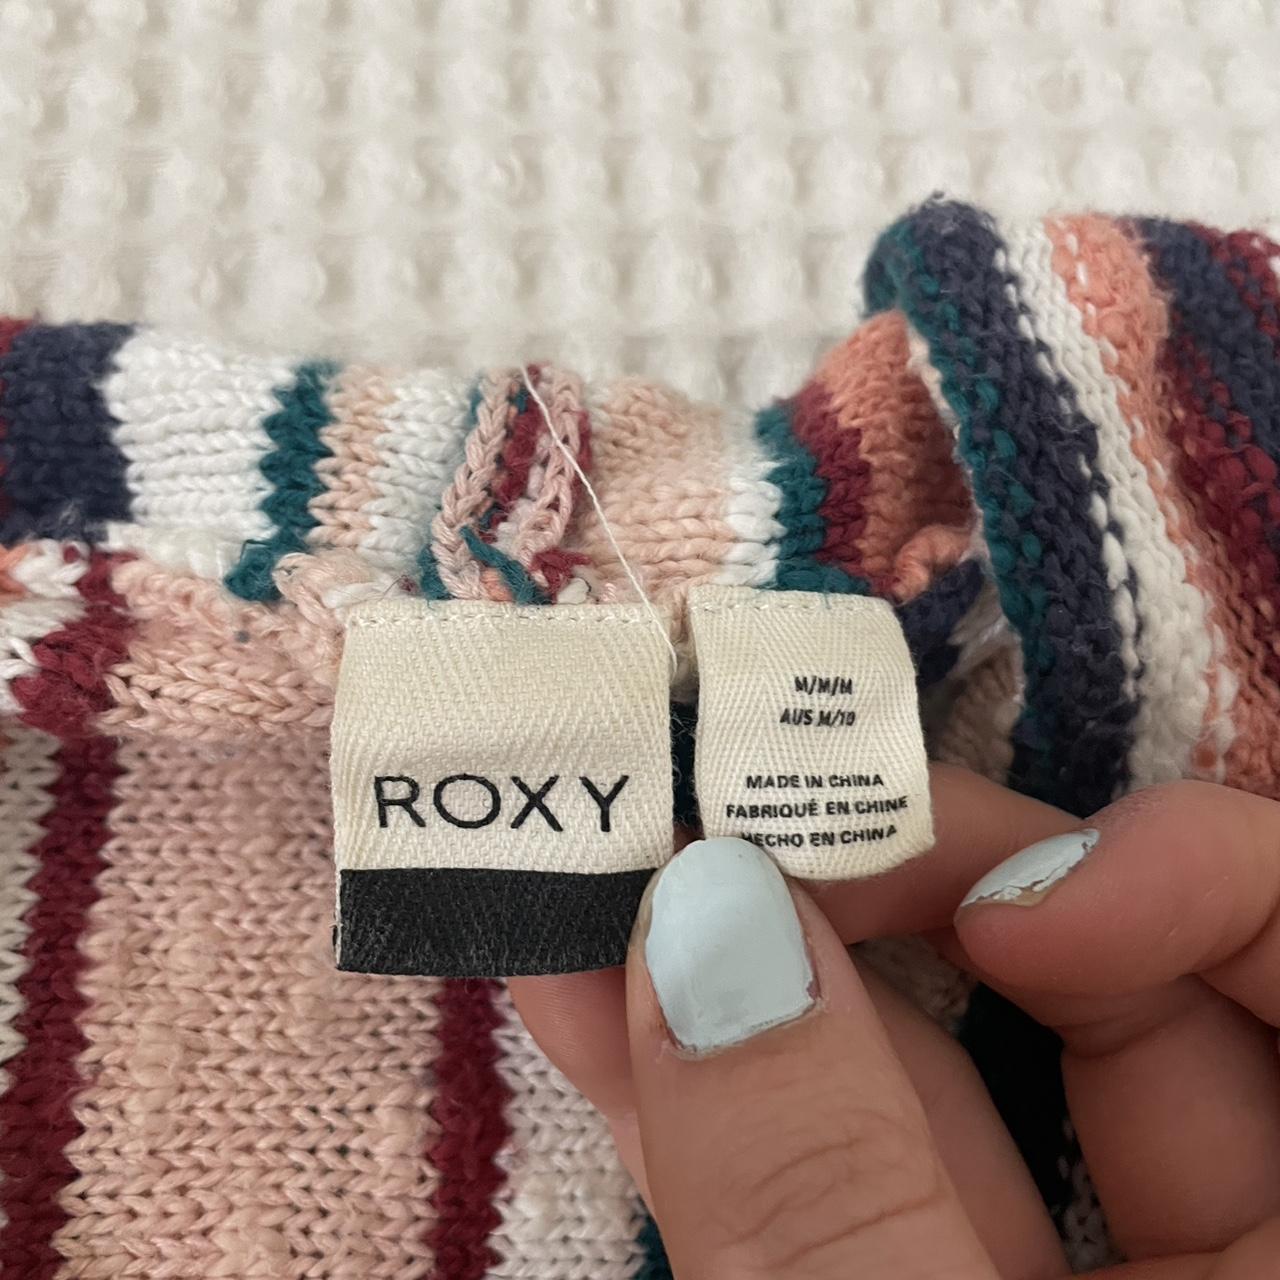 ROXY
M/M/M
AUS M/10
MADE IN CHINA
FABRIQUÉ EN CHINE
HECHO EN CHINA